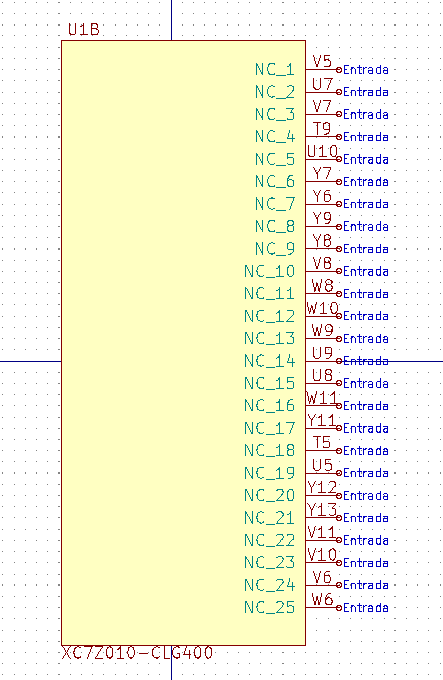 U1B
NC_1 V5 Entrada
NC_2 U7 Entrada
NC_3 V7 Entrada
NC_4 T9 Entrada
NC_5 U10 Entrada
NC_6 Y7 Entrada
NC_7 Y6 Entrada
NC_8 Y9 Entrada
NC_9 Y8 Entrada
NC_10 V8 Entrada
NC_11 W8 Entrada
NC_12 W10 Entrada
NC_13 W9 Entrada
NC_14 U9 Entrada
NC_15 U8 Entrada
NC_16 W11 Entrada
NC_17 Y11 Entrada
NC_18 T5 Entrada
NC_19 U5 Entrada
NC_20 Y12 Entrada
NC_21 Y13 Entrada
NC_22 V11 Entrada
NC_23 V10 Entrada
NC_24 V6 Entrada
NC_25 W6 Entrada
XC7Z010-CLG400